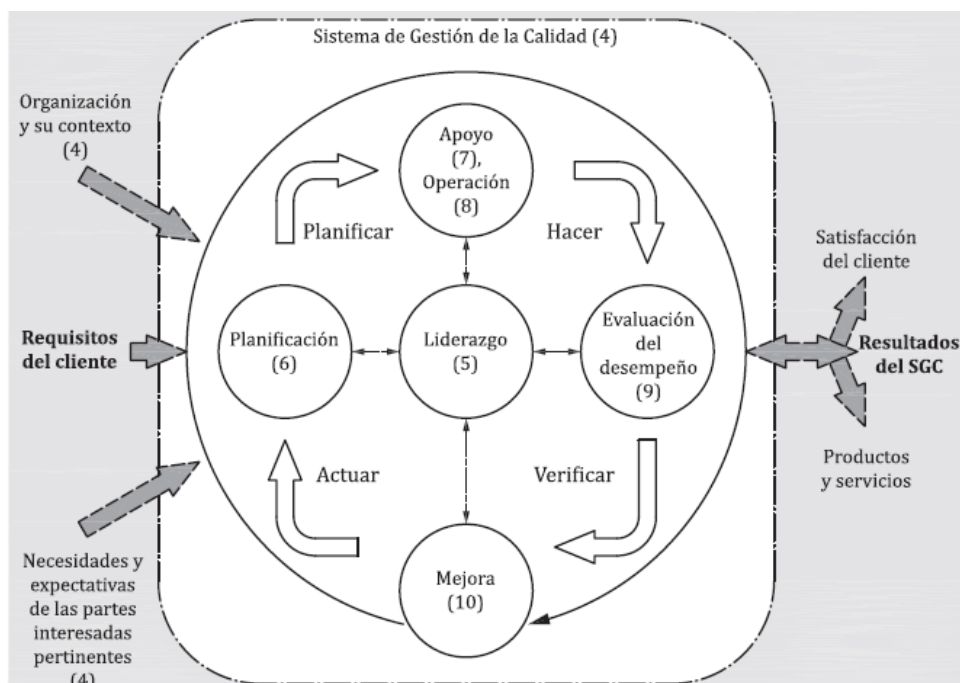 Sistema de Gestión de la Calidad (4)
Organización
y su contexto
(4)
Apoyo
(7),
Operación
(8)
Planificar
Hacer
Satisfacción
del cliente
Requisitos
del cliente
Planificación
(6)
Liderazgo
(5)
Evaluación
del
desempeño
(9)
Resultados
del SGC
Actuar
Verificar
Productos
y servicios
Mejora
(10)
Necesidades y
expectativas
de las partes
interesadas
pertinentes
(4)